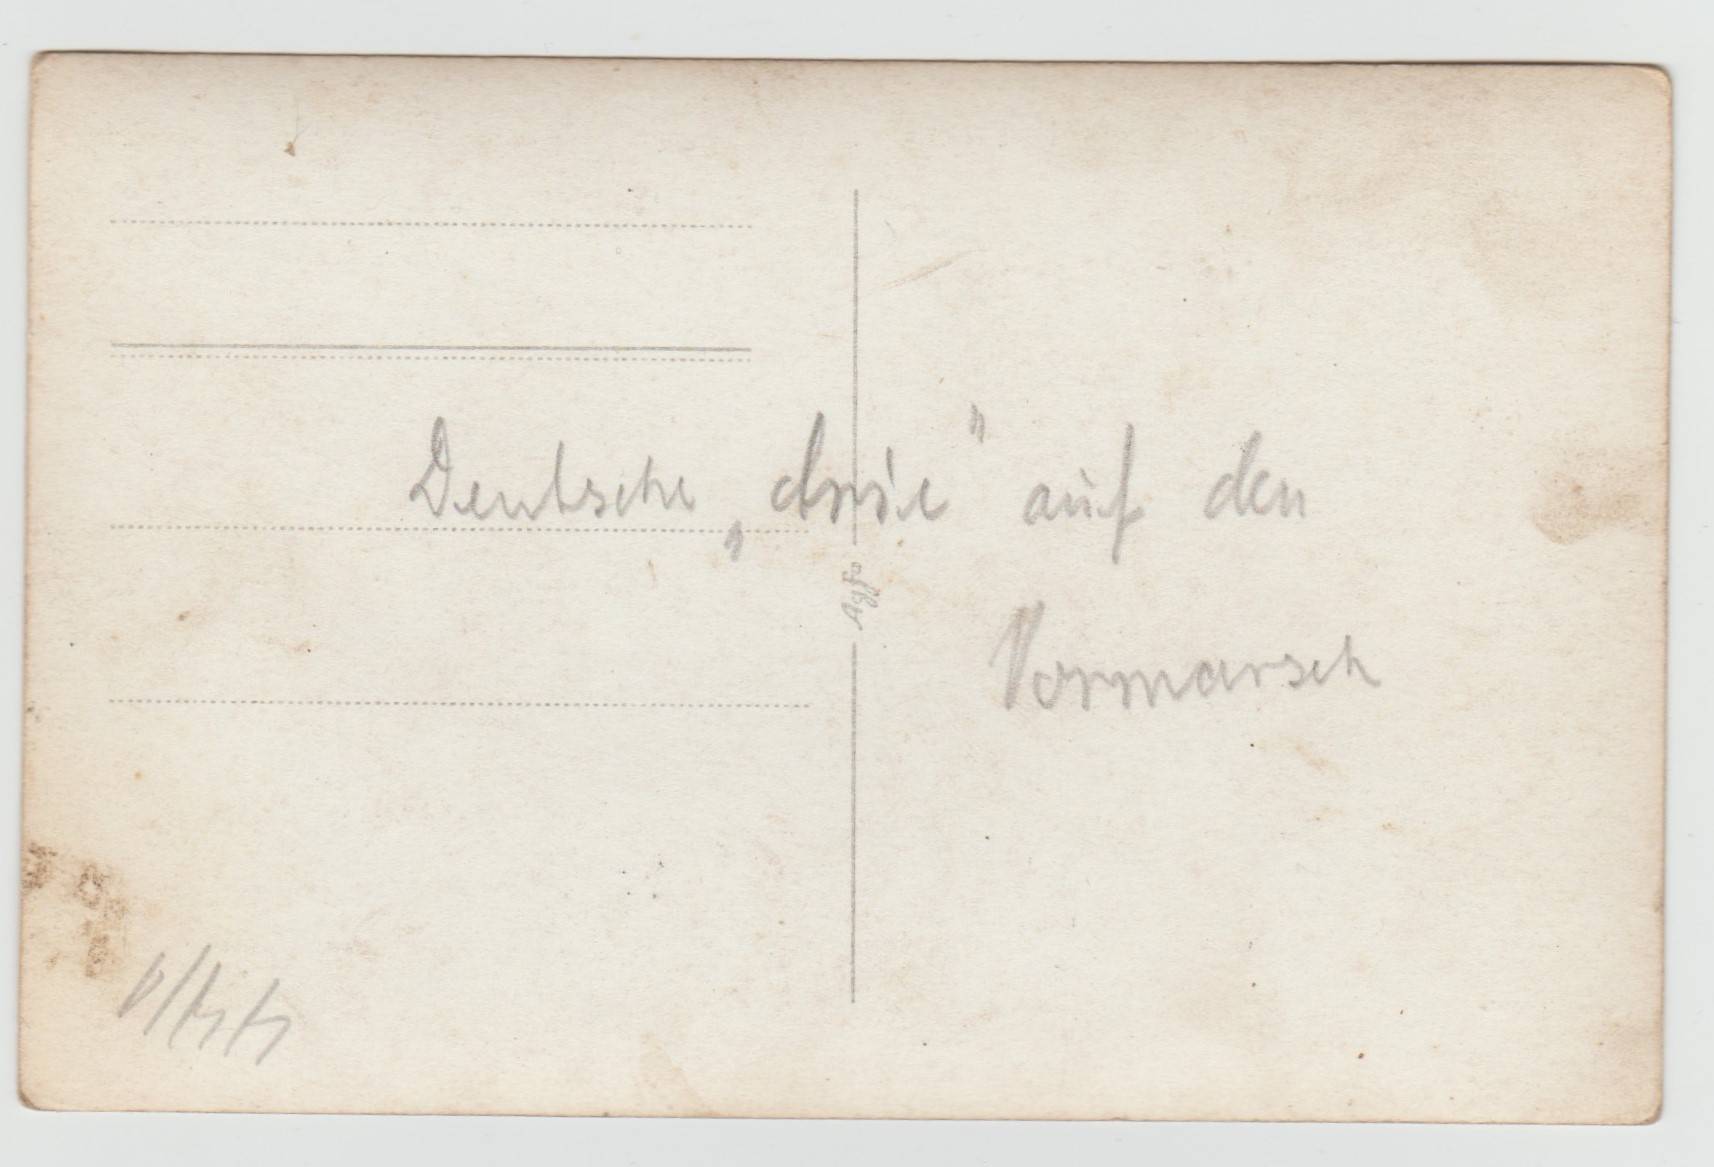 Deutsche „ " auf den
Vormarsch
Agfa